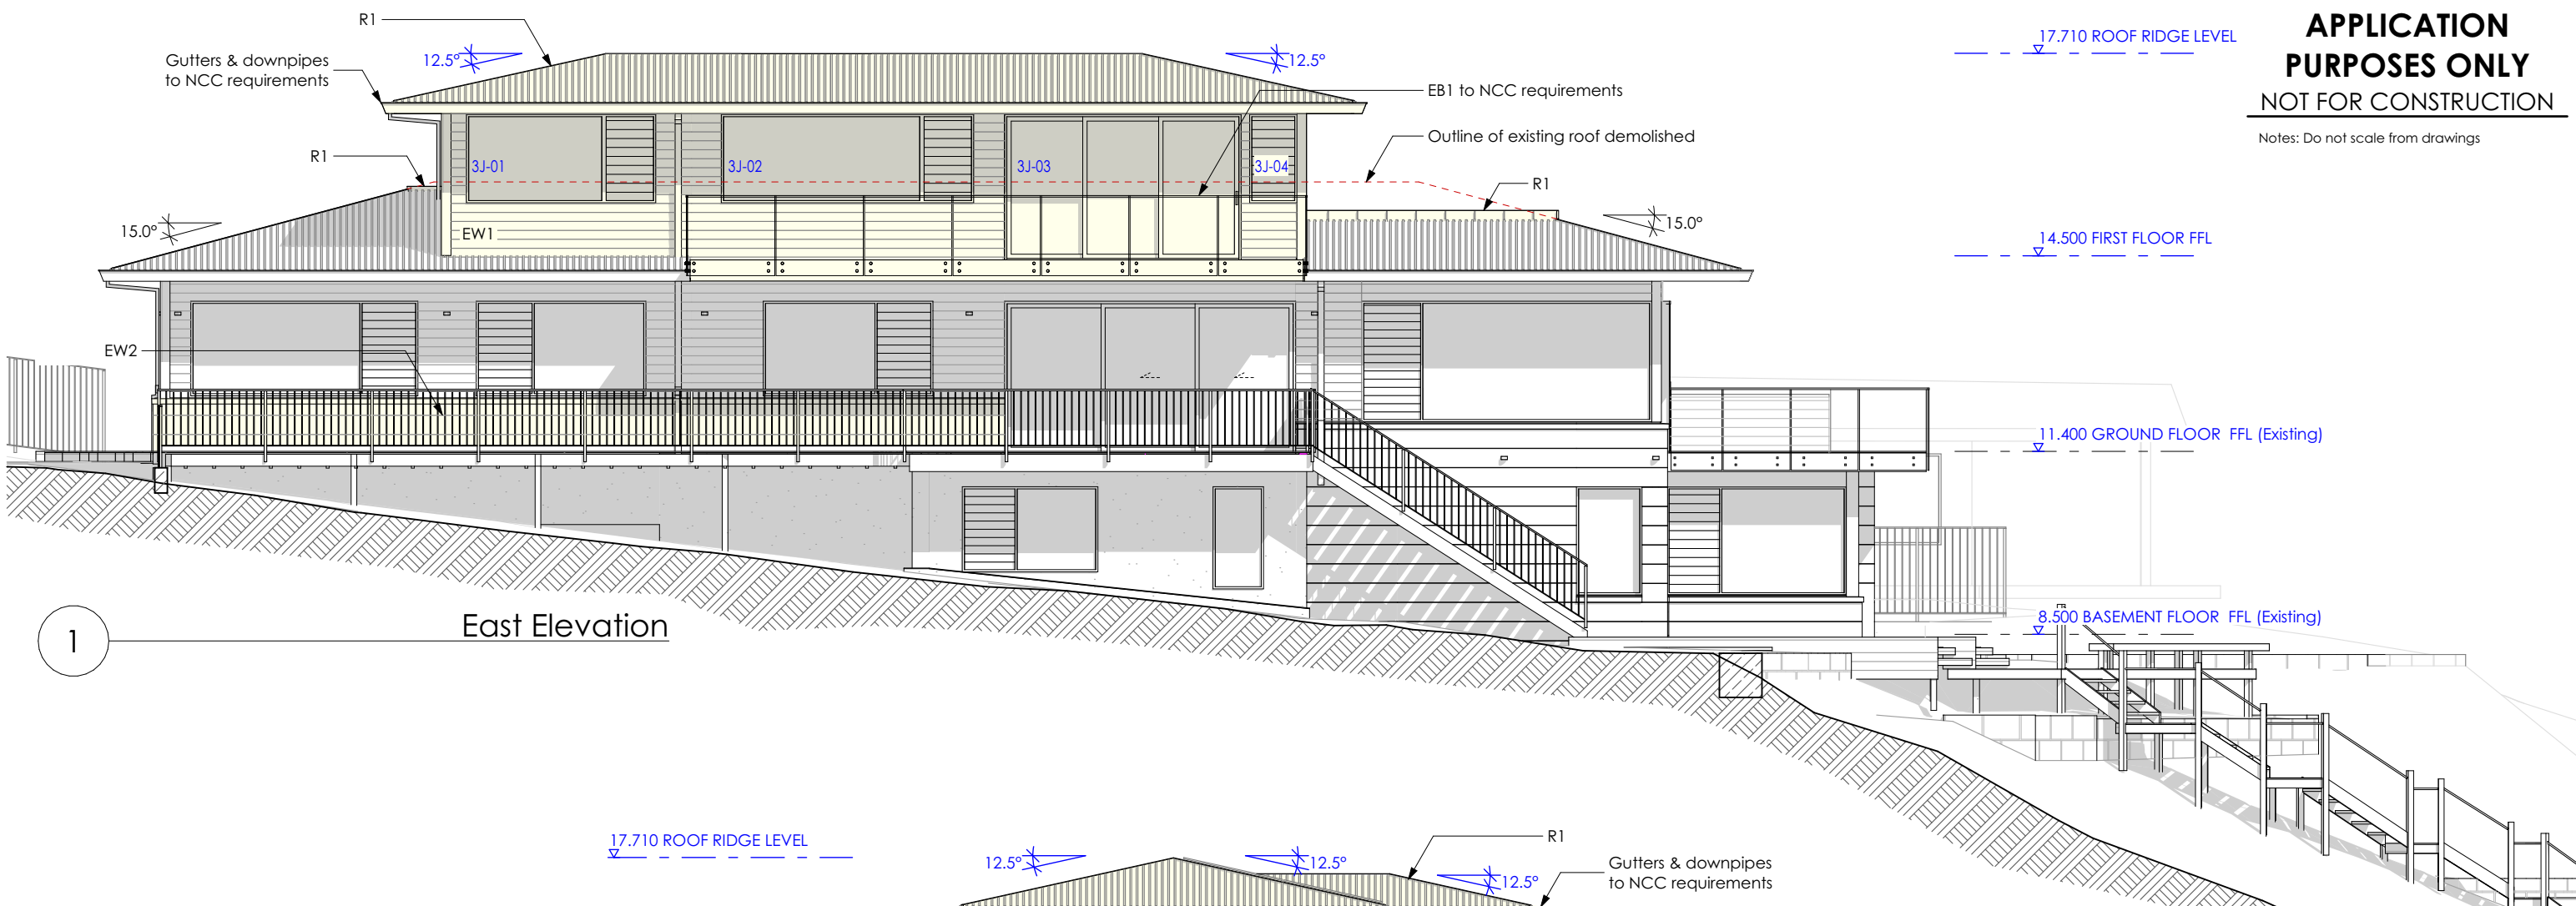 R1
Gutters & downpipes
to NCC requirements
12.5°
12.5°
17.710 ROOF RIDGE LEVEL
APPLICATION
PURPOSES ONLY
NOT FOR CONSTRUCTION
Notes: Do not scale from drawings
EB1 to NCC requirements
Outline of existing roof demolished
R1
3J-01
3J-02
3J-03
3J-04
R1
15.0°
EW1
15.0°
14.500 FIRST FLOOR FFL
EW2
11.400 GROUND FLOOR FFL (Existing)
8.500 BASEMENT FLOOR FFL (Existing)
1
East Elevation
17.710 ROOF RIDGE LEVEL
12.5°
12.5°
12.5°
R1
Gutters & downpipes
to NCC requirements